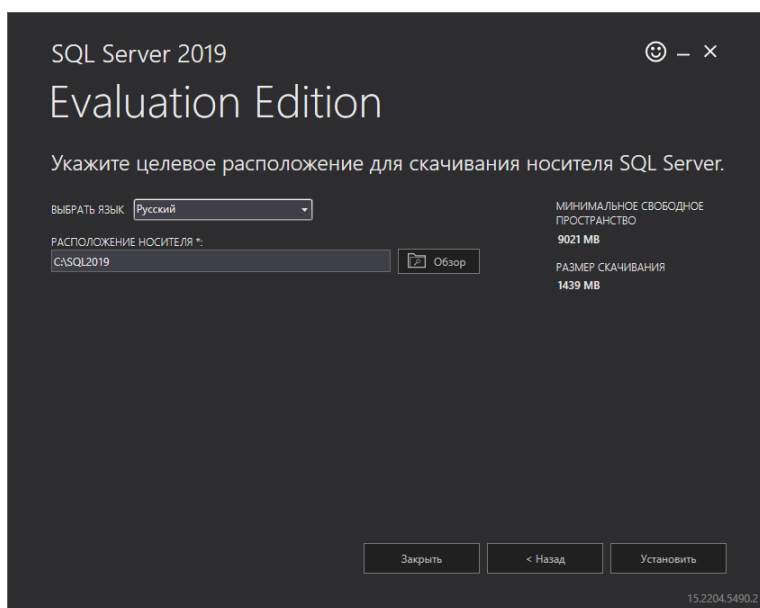 SQL Server 2019
Evaluation Edition
Укажите целевое расположение для скачивания носителя SQL Server.
ВЫБРАТЬ ЯЗЫК Русский
РАСПОЛОЖЕНИЕ НОСИТЕЛЯ *:
C:\SQL2019
Обзор
МИНИМАЛЬНОЕ СВОБОДНОЕ
ПРОСТРАНСТВО
9021 MB
РАЗМЕР СКАЧИВАНИЯ
1439 MB
Закрыть
< Назад
Установить
15.2204.5490.2